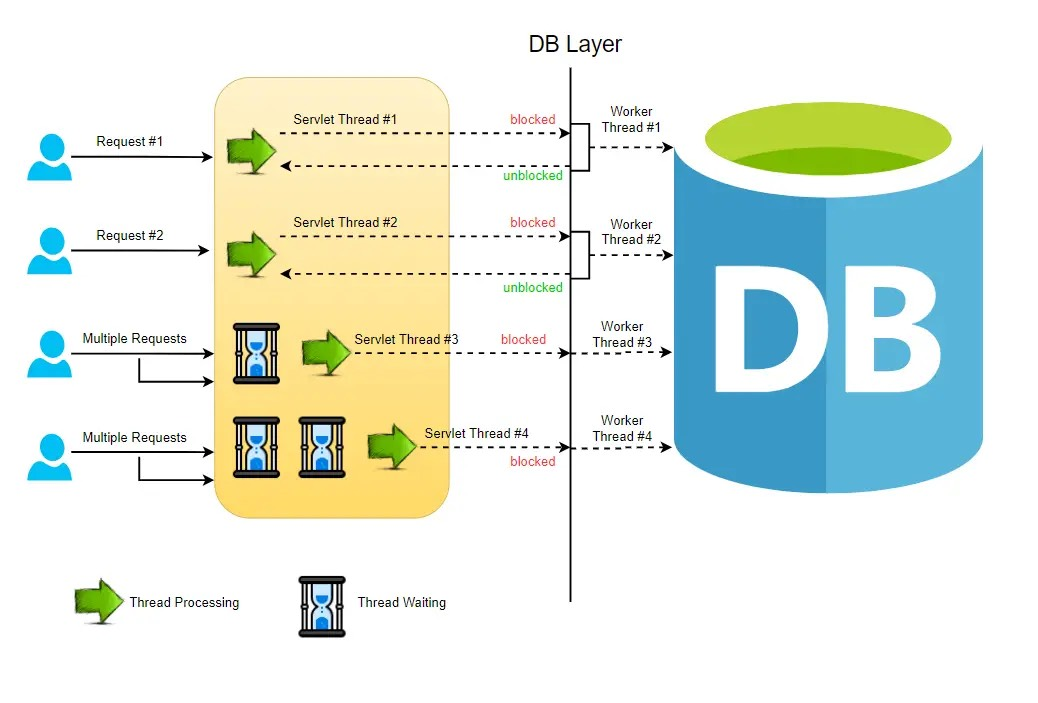 DB Layer
Request #1
Servlet Thread #1
blocked
Worker
Thread #1
unblocked
Request #2
Servlet Thread #2
blocked
Worker
Thread #2
unblocked
DB
Multiple Requests
Servlet Thread #3
blocked
Worker
Thread #3
Multiple Requests
Servlet Thread #4
blocked
Worker
Thread #4
Thread Processing
Thread Waiting